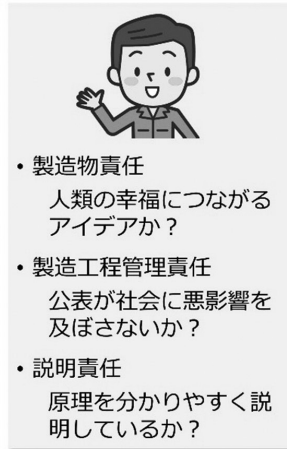 • 製造物責任
人類の幸福につながる
アイデアか？
• 製造工程管理責任
公表が社会に悪影響を
及ぼさないか？
• 説明責任
原理を分かりやすく説
明しているか？